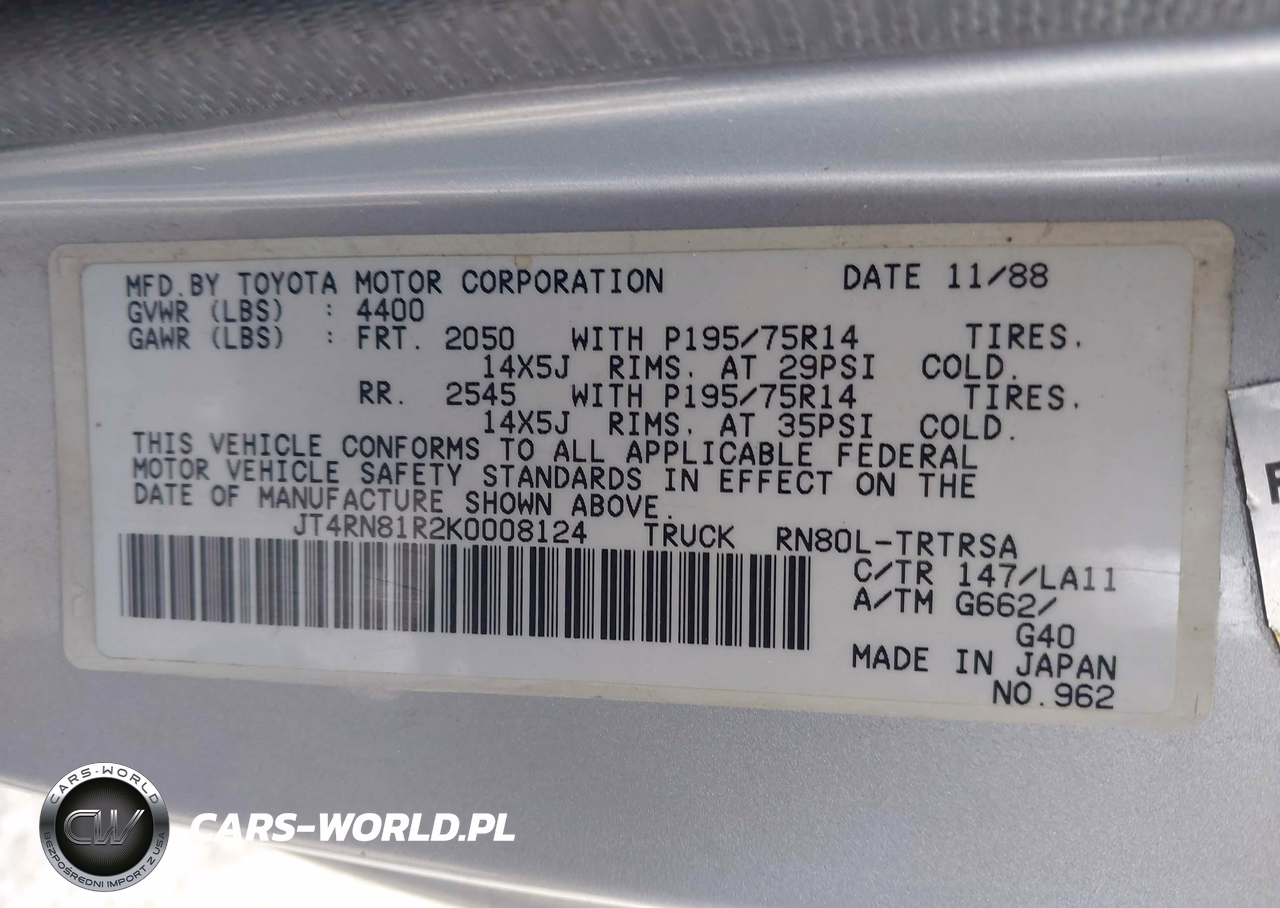 MFD.BY TOYOTA MOTOR CORPORATION DATE 11/88
GVWR (LBS) : 4400
GAWR (LBS) : FRT. 2050 WITH P195/75R14 TIRES.
14X5J RIMS. AT 29PSI COLD.
RR. 2545 WITH P195/75R14 TIRES.
14X5J RIMS. AT 35PSI COLD.
THIS VEHICLE CONFORMS TO ALL APPLICABLE FEDERAL
MOTOR VEHICLE SAFETY STANDARDS IN EFFECT ON THE
DATE OF MANUFACTURE SHOWN ABOVE.
JT4RN81R2K0008124 TRUCK RN80L-TRTRSA
C/TR 147/LA11
A/TM G662/
G40
MADE IN JAPAN
NO.962
CARS-WORLD
CW
BEZPOŚREDNI IMPORT Z USA
CARS-WORLD.PL